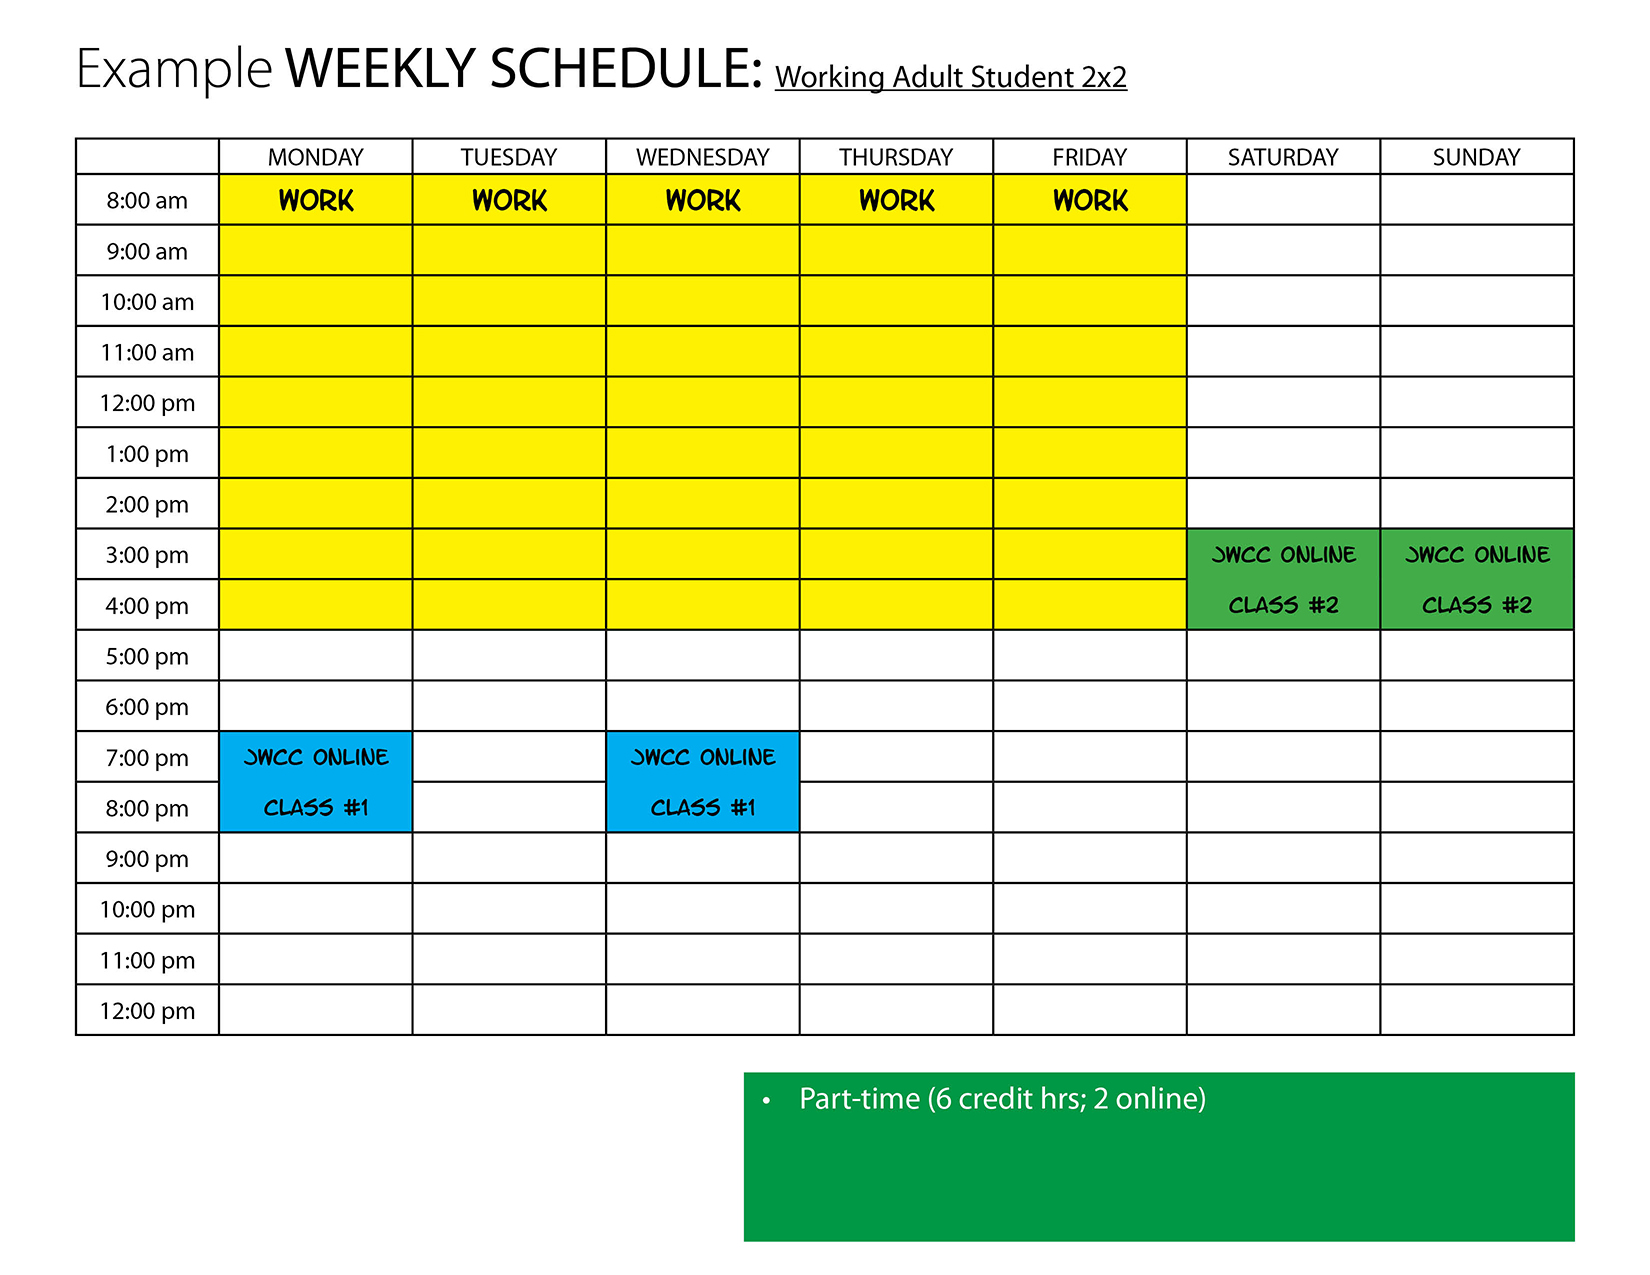 Example WEEKLY SCHEDULE: Working Adult Student 2x2
MONDAY TUESDAY WEDNESDAY THURSDAY FRIDAY SATURDAY SUNDAY
8:00 am WORK WORK WORK WORK WORK
9:00 am
10:00 am
11:00 am
12:00 pm
1:00 pm
2:00 pm
3:00 pm JWCC ONLINE JWCC ONLINE
4:00 pm CLASS #2 CLASS #2
5:00 pm
6:00 pm
7:00 pm JWCC ONLINE JWCC ONLINE
8:00 pm CLASS #1 CLASS #1
9:00 pm
10:00 pm
11:00 pm
12:00 pm
• Part-time (6 credit hrs; 2 online)